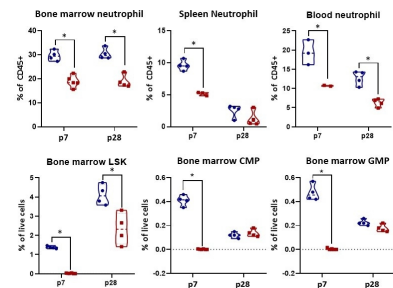 Bone marrow neutrophil
% of CD45+
40
30
20
10
0
*
*
p7
p28
Spleen Neutrophil
% of CD45+
15
10
5
0
*
p7
p28
Blood neutrophil
% of CD45+
25
20
15
10
5
0
*
*
p7
p28
Bone marrow LSK
% of live cells
5
4
3
2
1
0
*
*
p7
p28
Bone marrow CMP
% of live cells
0.6
0.4
0.2
0.0
-0.2
*
p7
p28
Bone marrow GMP
% of live cells
0.6
0.4
0.2
0.0
-0.2
*
p7
p28